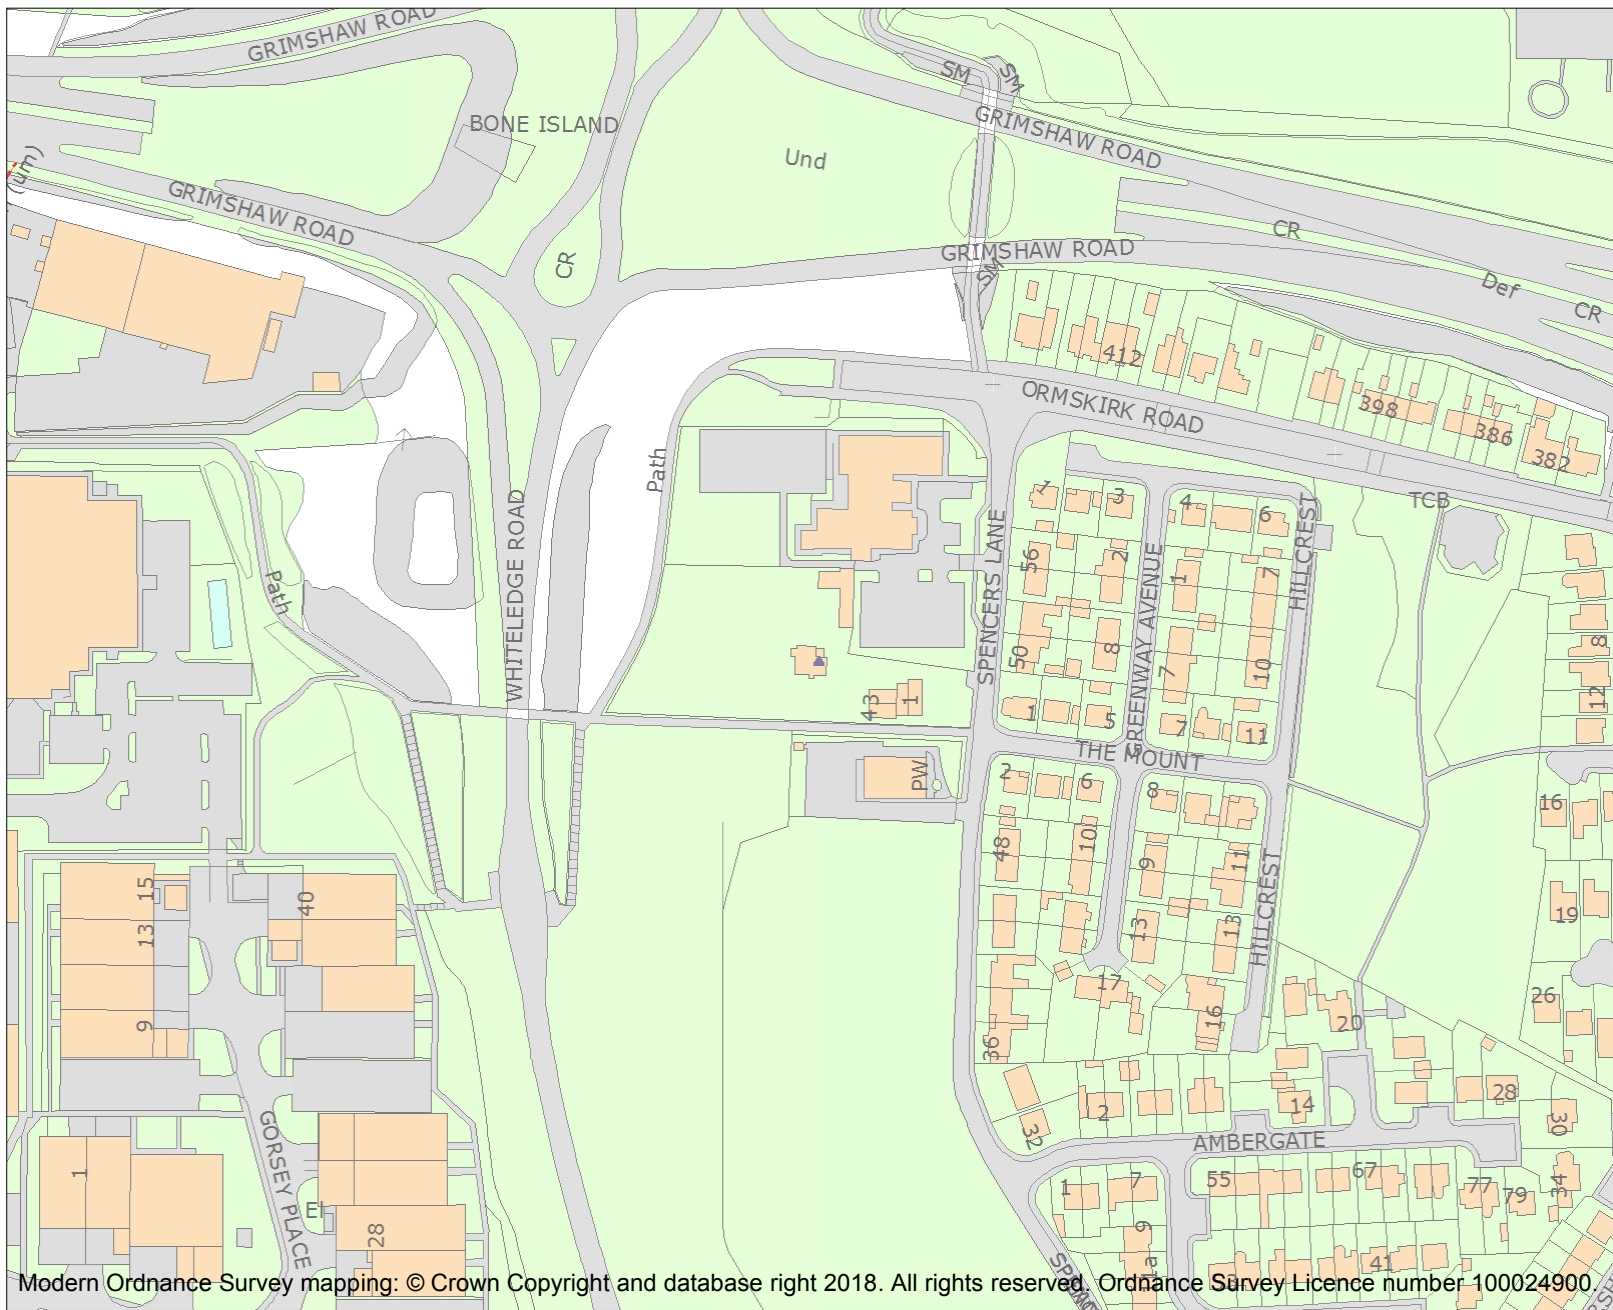 GRIMSHAW ROAD
SM
SM
BONE ISLAND
GRIMSHAW ROAD
Und
(um)
GRIMSHAW ROAD
CR
GRIMSHAW ROAD
CR
SM
Def
CR
412
ORMSKIRK ROAD
398
386
382
Path
1
3
4
6
TCB
WHITELEDGE ROAD
SPENCERS LANE
56
2
GREENWAY AVENUE
1
7
HILLCREST
Path
50
8
7
10
8
12
43
1
1
5
7
11
THE MOUNT
PW
2
6
8
16
48
10
9
11
HILLCREST
15
40
13
19
13
13
9
17
16
20
26
36
32
2
14
28
30
AMBERGATE
GORSEY PLACE
1
El
28
1
7
55
67
77
79
34
9
1a
41
Modern Ordnance Survey mapping: © Crown Copyright and database right 2018. All rights reserved. Ordnance Survey Licence number 100024900.